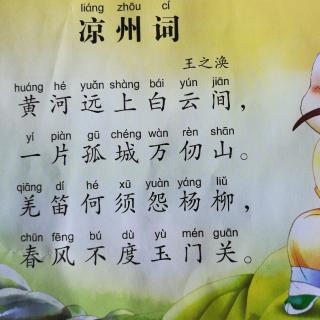 liáng zhōu cí
凉州词
王之涣
huáng hé yuǎn shàng bái yún jiān
黄河远上白云间，
yí piàn gū chéng wàn rèn shān
一片孤城万仞山。
qiāng dí hé xū yuàn yáng liǔ
羌笛何须怨杨柳，
chūn fēng bú dù yù mén guān
春风不度玉门关。